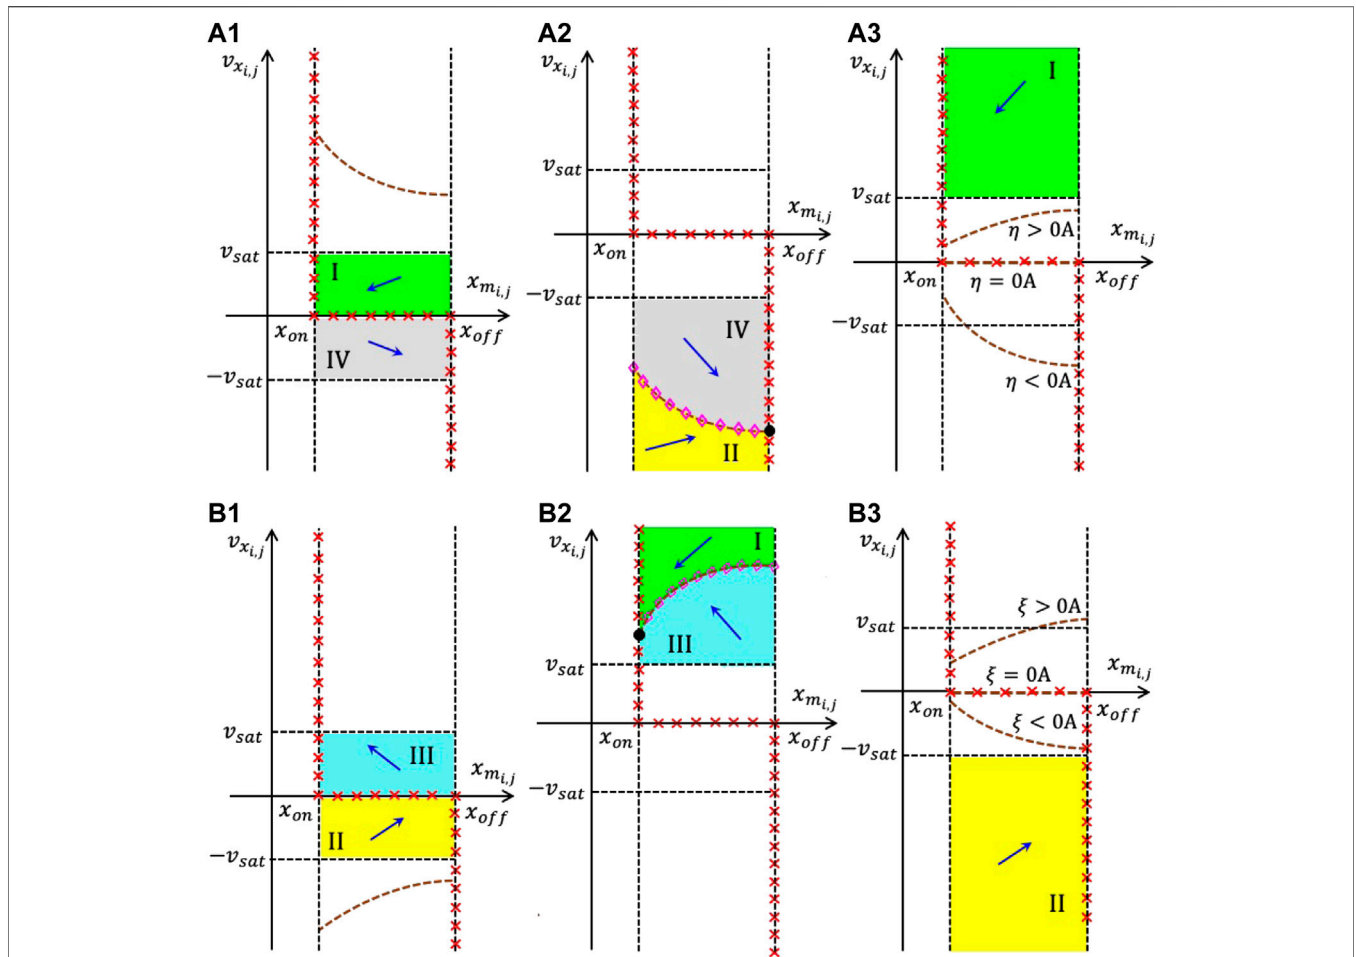 A1
v_{x_{i,j}}
v_{sat}
I
x_{m_{i,j}}
x_{on}
x_{off}
IV
−v_{sat}
A2
v_{x_{i,j}}
v_{sat}
x_{m_{i,j}}
x_{on}
x_{off}
−v_{sat}
IV
II
A3
v_{x_{i,j}}
I
v_{sat}
η > 0A
x_{m_{i,j}}
x_{on}
η = 0A
x_{off}
−v_{sat}
η < 0A
B1
v_{x_{i,j}}
v_{sat}
III
x_{m_{i,j}}
x_{on}
x_{off}
II
−v_{sat}
B2
v_{x_{i,j}}
I
III
v_{sat}
x_{m_{i,j}}
x_{on}
x_{off}
−v_{sat}
B3
v_{x_{i,j}}
ξ > 0A
v_{sat}
ξ = 0A
x_{m_{i,j}}
x_{on}
ξ < 0A
x_{off}
−v_{sat}
II